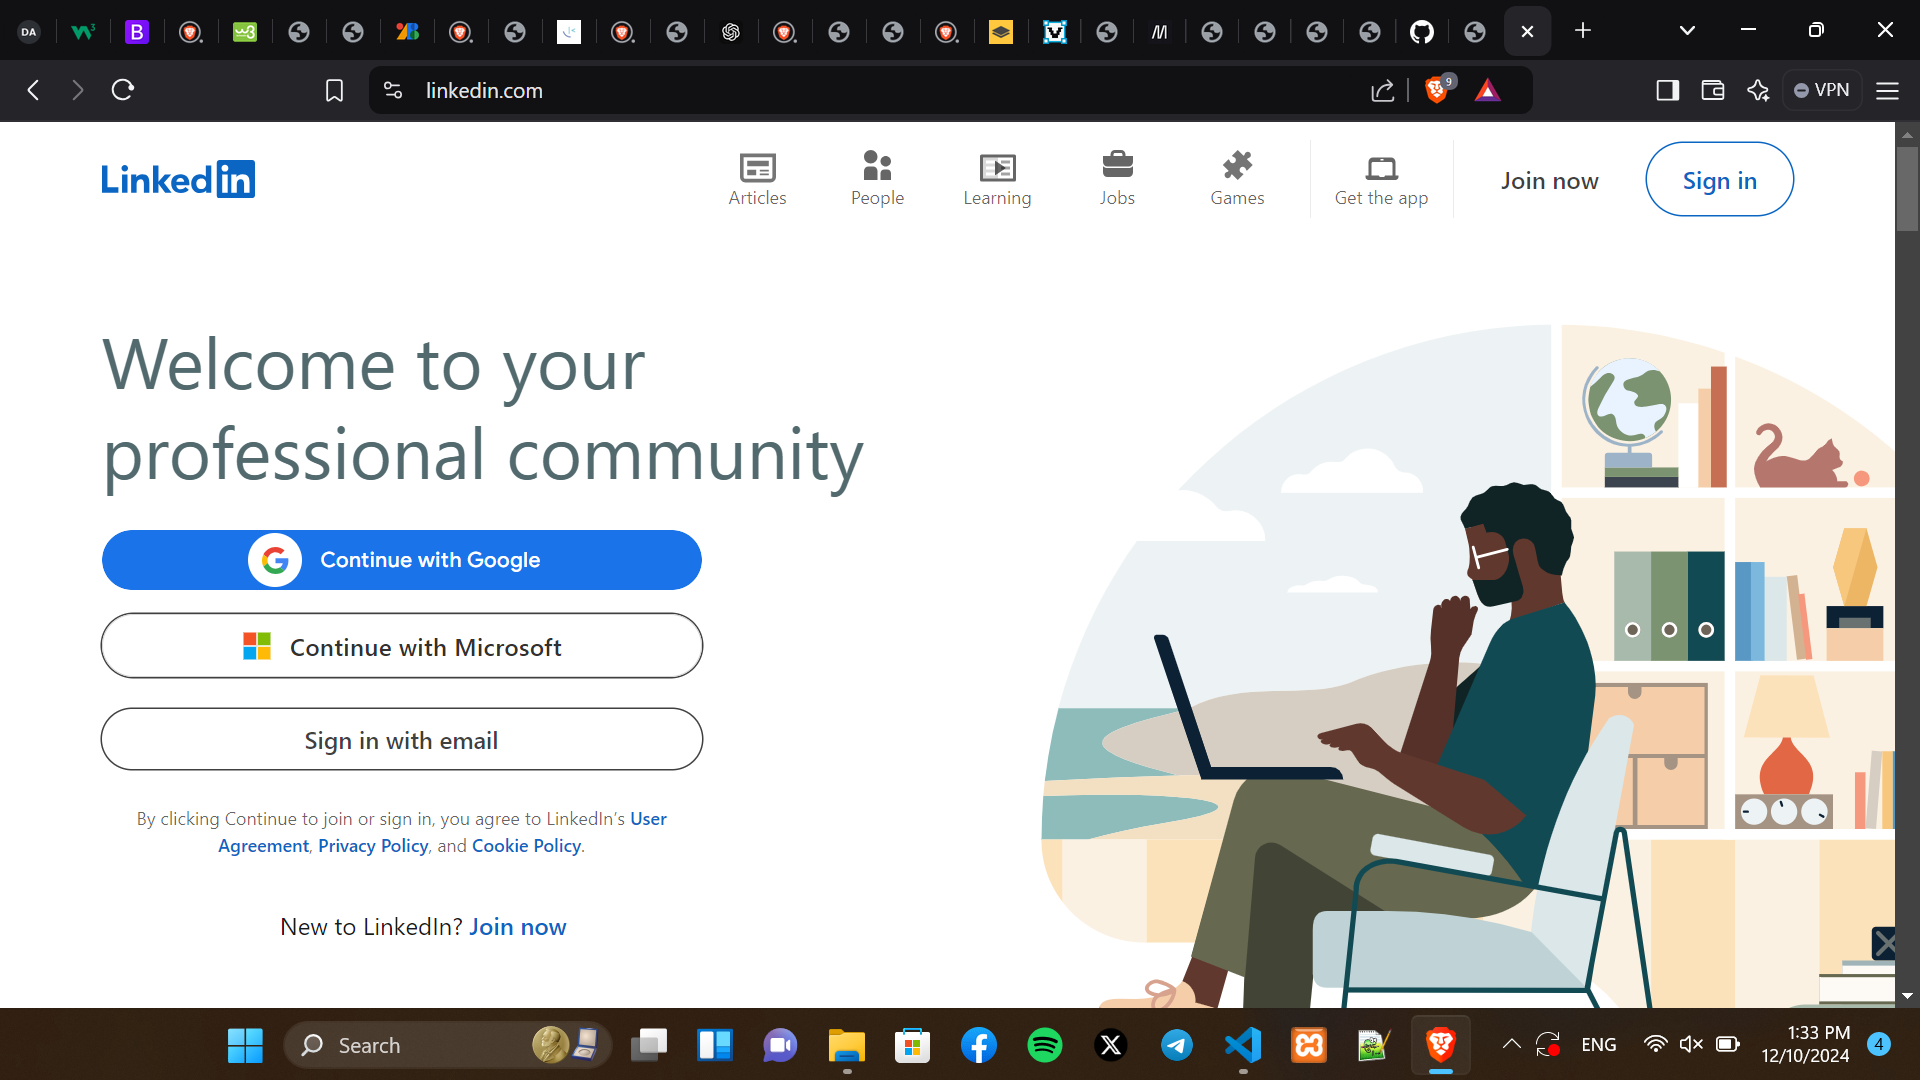 DA
linkedin.com
9
VPN
Linked in
Articles
People
Learning
Jobs
Games
Get the app
Join now
Sign in
Welcome to your
professional community
Continue with Google
Continue with Microsoft
Sign in with email
By clicking Continue to join or sign in, you agree to LinkedIn’s User
Agreement, Privacy Policy, and Cookie Policy.
New to LinkedIn? Join now
Search
ENG
1:33 PM
12/10/2024
4